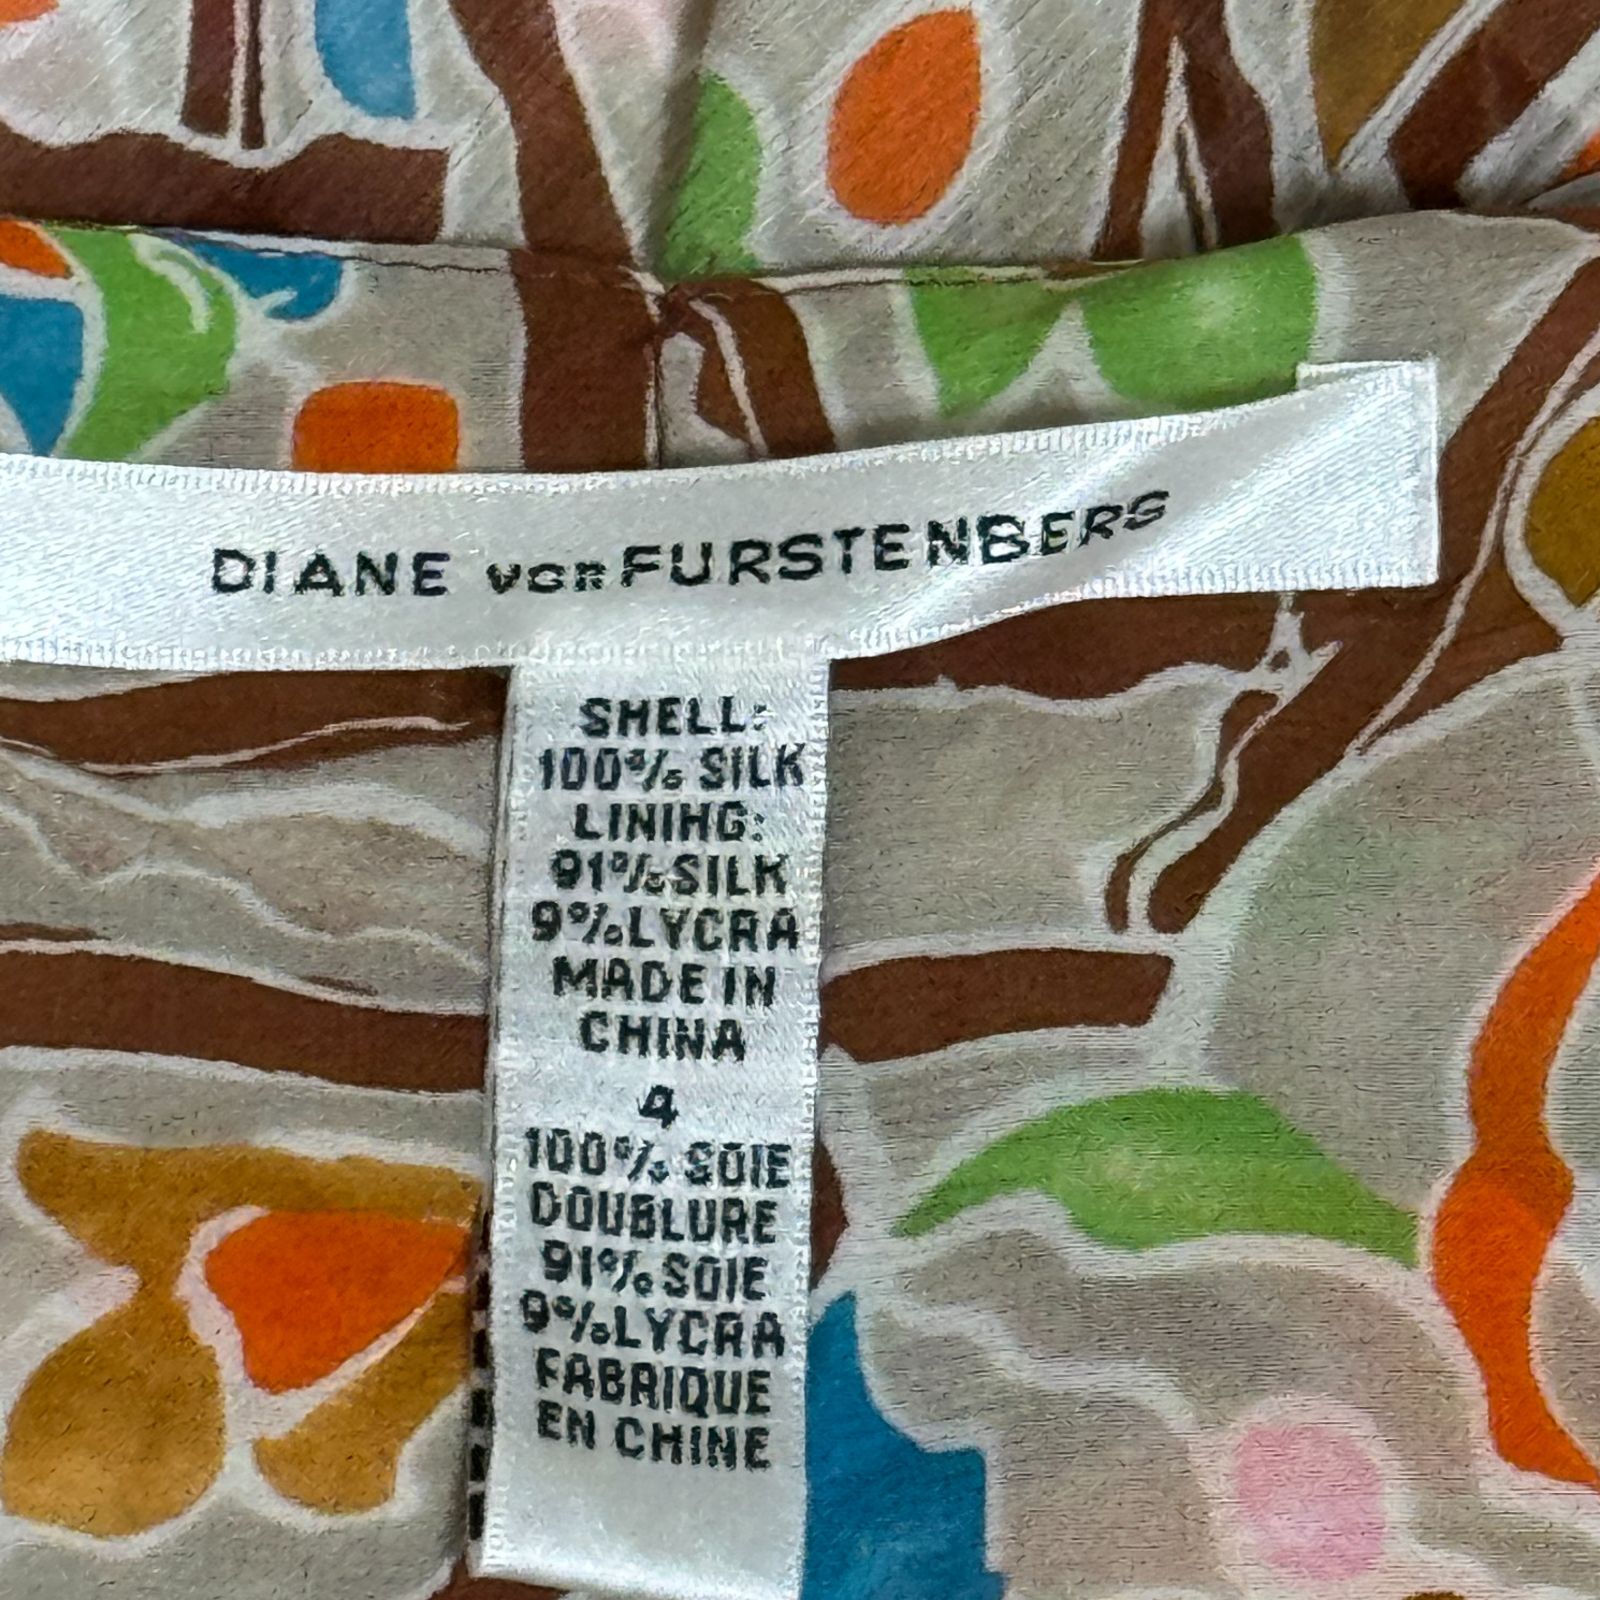 DIANE von FURSTENBERG
SHELL:
100% SILK
LINING:
91% SILK
9% LYCRA
MADE IN
CHINA
4
100% SOIE
DOUBLURE
91% SOIE
9% LYCRA
FABRIQUE
EN CHINE